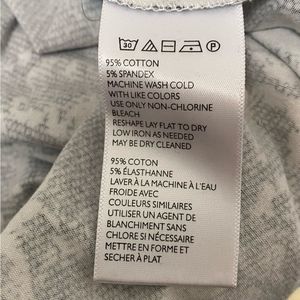 30 P
95% COTTON
5% SPANDEX
MACHINE WASH COLD
WITH LIKE COLORS
USE ONLY NON-CHLORINE
BLEACH
RESHAPE LAY FLAT TO DRY
LOW IRON AS NEEDED
MAY BE DRY CLEANED
95% COTON
5% ÉLASTHANNE
LAVER À LA MACHINE À L'EAU
FROIDE AVEC
COULEURS SIMILAIRES
UTILISER UN AGENT DE
BLANCHIMENT SANS
CHLORE SI NÉCESSAIRE
METTRE EN FORME ET
SECHER À PLAT